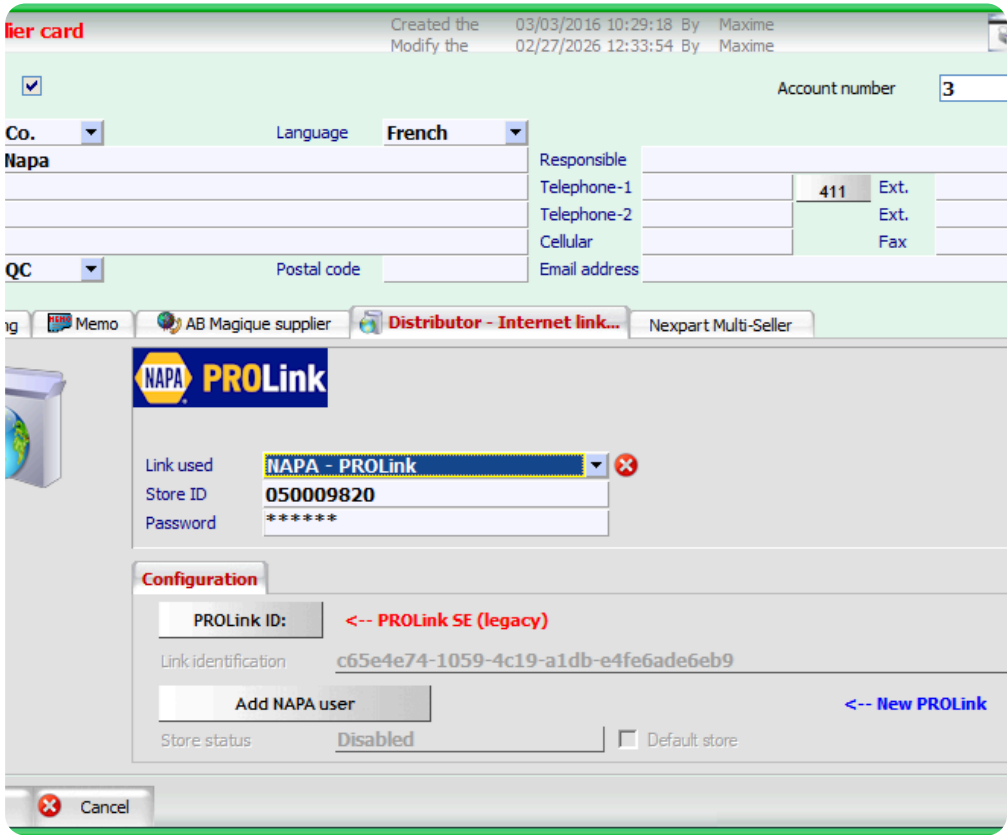 lier card
Created the 03/03/2016 10:29:18 By Maxime
Modify the 02/27/2026 12:33:54 By Maxime
Account number 3
Co. Language French
Napa Responsible
Telephone-1 411 Ext.
Telephone-2 Ext.
Cellular Fax
QC Postal code Email address
ng MEMO Memo AB Magique supplier Distributor - Internet link... Nexpart Multi-Seller
NAPA PROLink
Link used NAPA - PROLink
Store ID 050009820
Password ******
Configuration
PROLink ID: <-- PROLink SE (legacy)
Link identification c65e4e74-1059-4c19-a1db-e4fe6ade6eb9
Add NAPA user <-- New PROLink
Store status Disabled Default store
Cancel